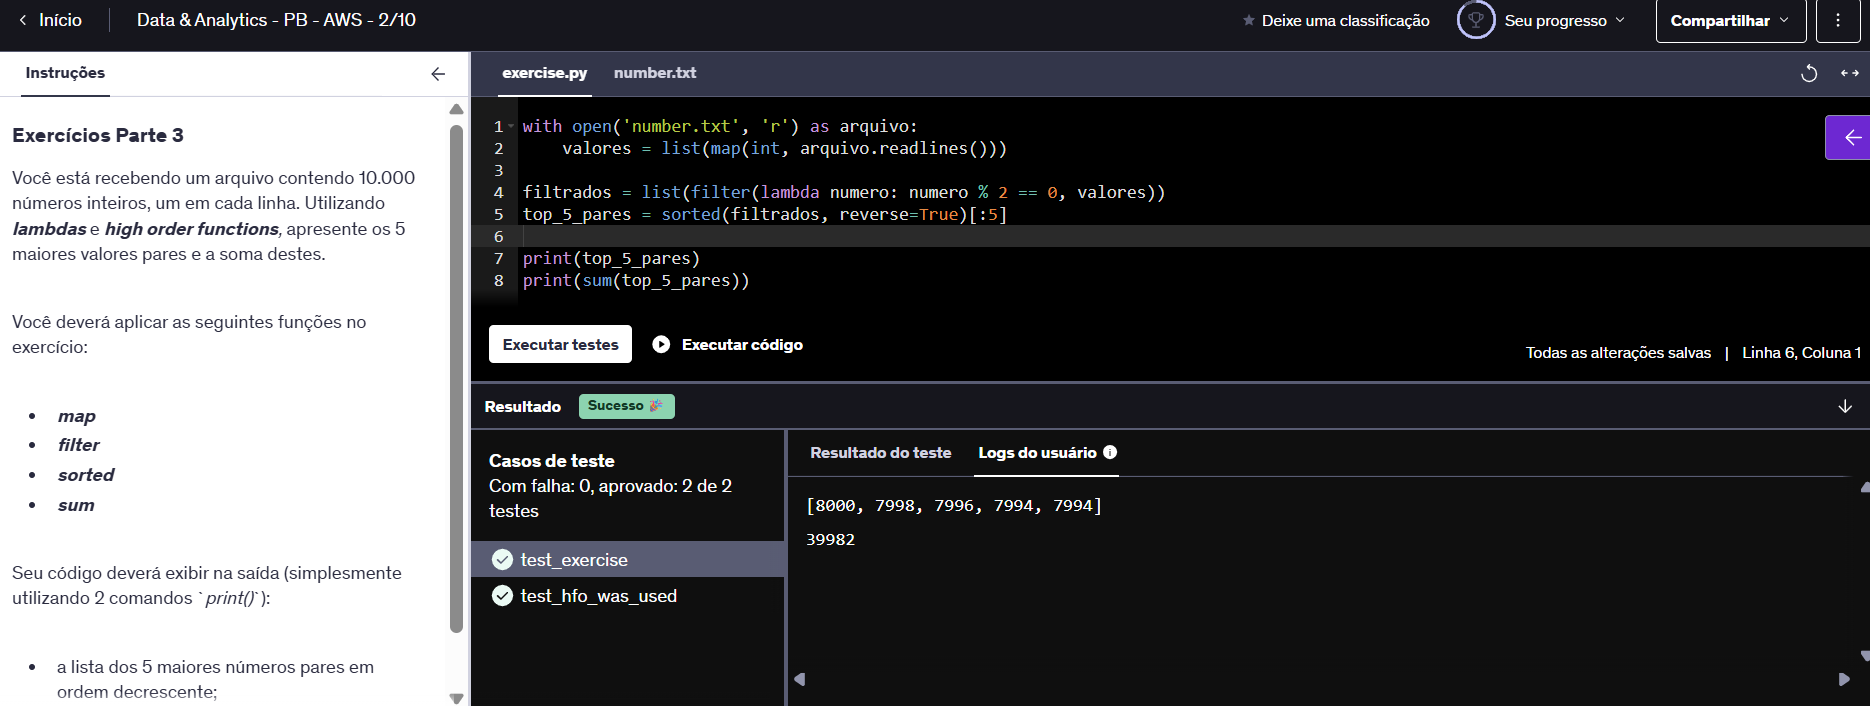 Início
Data & Analytics - PB - AWS - 2/10
Deixe uma classificação
Seu progresso
Compartilhar
Instruções
Exercícios Parte 3
Você está recebendo um arquivo contendo 10.000
números inteiros, um em cada linha. Utilizando
lambdas e high order functions, apresente os 5
maiores valores pares e a soma destes.
Você deverá aplicar as seguintes funções no
exercício:
• map
• filter
• sorted
• sum
Seu código deverá exibir na saída (simplesmente
utilizando 2 comandos `print()`):
• a lista dos 5 maiores números pares em
ordem decrescente;
exercise.py
number.txt
1 with open('number.txt', 'r') as arquivo:
2     valores = list(map(int, arquivo.readlines()))
3
4 filtrados = list(filter(lambda numero: numero % 2 == 0, valores))
5 top_5_pares = sorted(filtrados, reverse=True)[:5]
6
7 print(top_5_pares)
8 print(sum(top_5_pares))
Executar testes
Executar código
Todas as alterações salvas | Linha 6, Coluna 1
Resultado
Sucesso 🎉
Casos de teste
Com falha: 0, aprovado: 2 de 2
testes
test_exercise
test_hfo_was_used
Resultado do teste
Logs do usuário
[8000, 7998, 7996, 7994, 7994]
39982